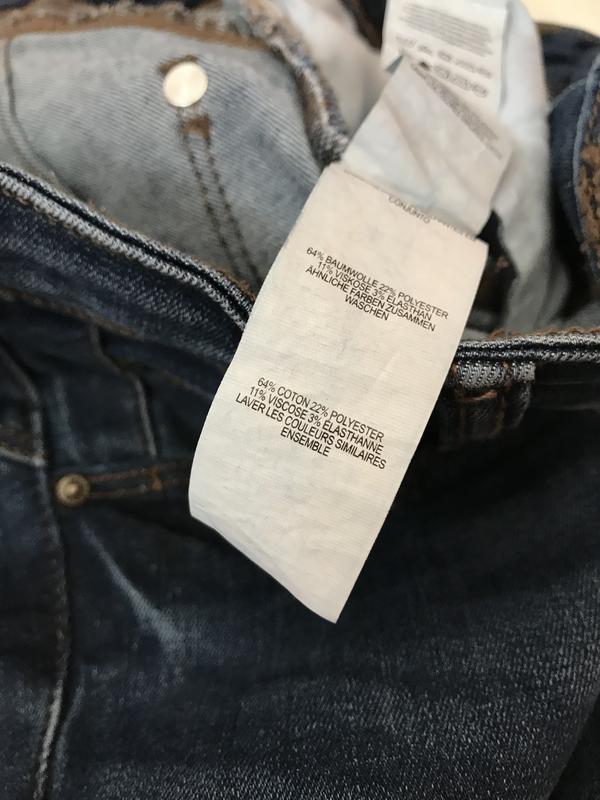 CONJUNTO
64% BAUMWOLLE 22% POLYESTER
11% VISKOSE 3% ELASTHAN
ÄHNLICHE FARBEN ZUSAMMEN
WASCHEN
64% COTON 22% POLYESTER
11% VISCOSE 3% ELASTHANNE
LAVER LES COULEURS SIMILAIRES
ENSEMBLE